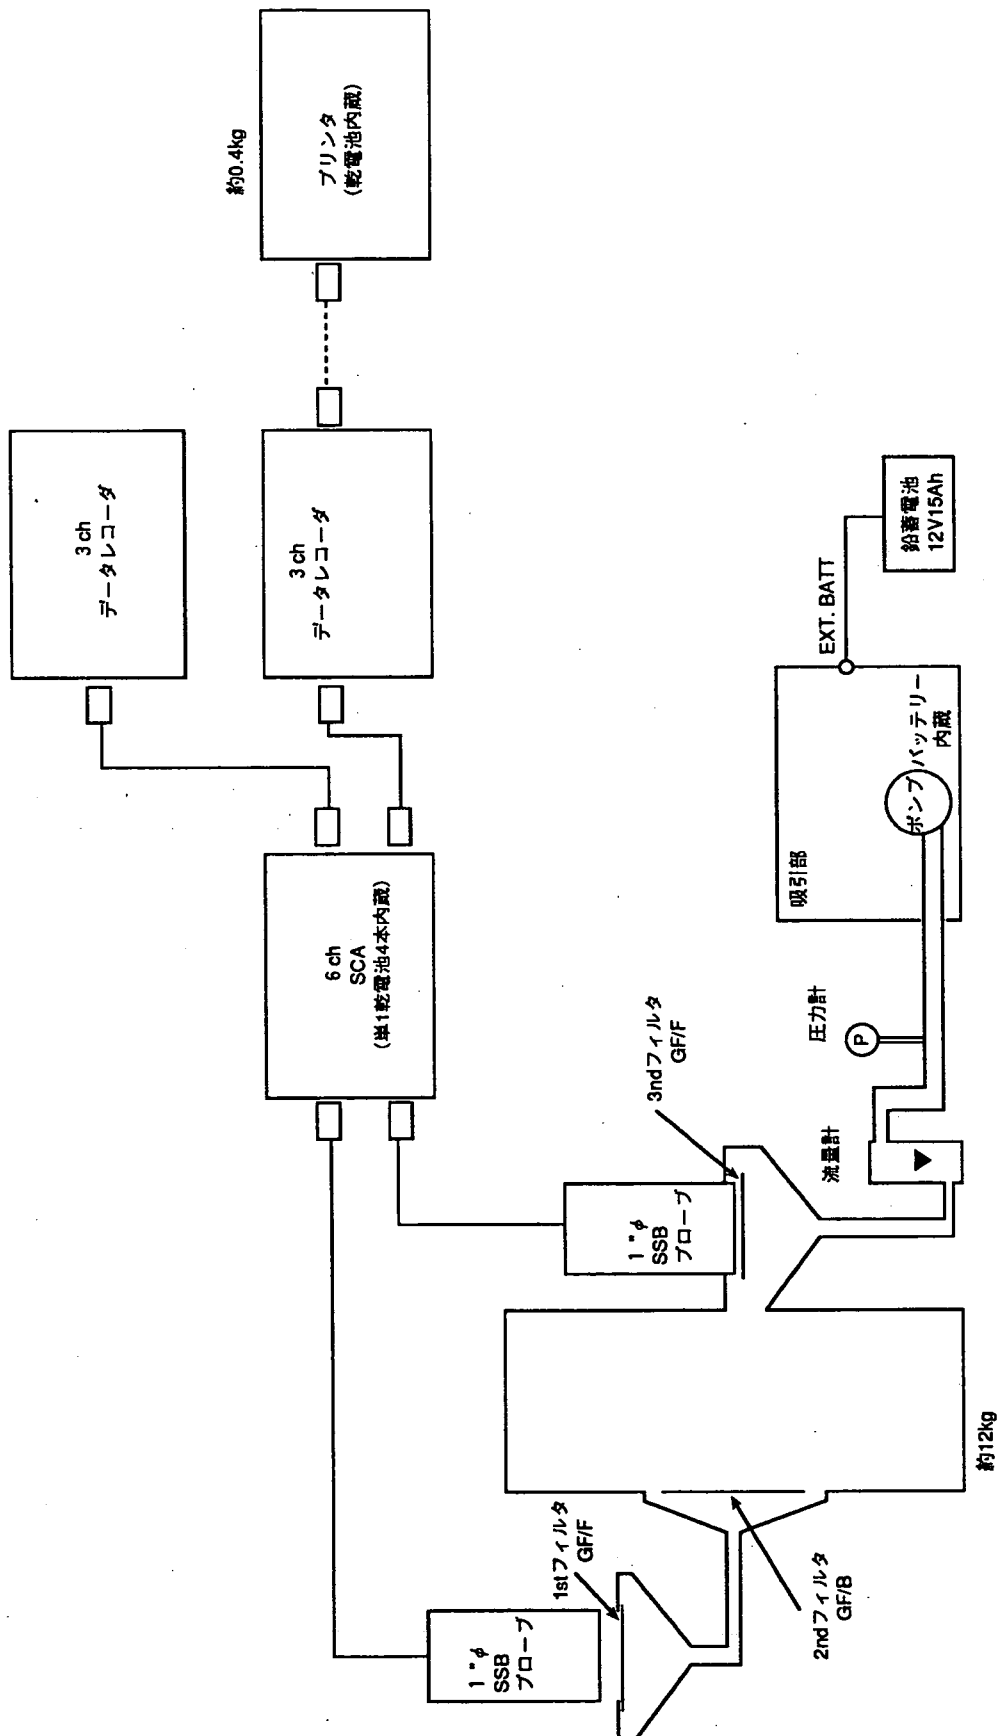 約0.4kg
プリンタ
(乾電池内蔵)
3 ch
データレコーダ
3 ch
データレコーダ
6 ch
SCA
(単1乾電池4本内蔵)
1"φ
SSB
プローブ
1stフィルタ
GF/F
2ndフィルタ
GF/B
約12kg
1"φ
SSB
プローブ
3ndフィルタ
GF/F
流量計
圧力計
P
吸引部
ポンプ
バッテリー
内蔵
EXT. BATT
鉛蓄電池
12V15Ah